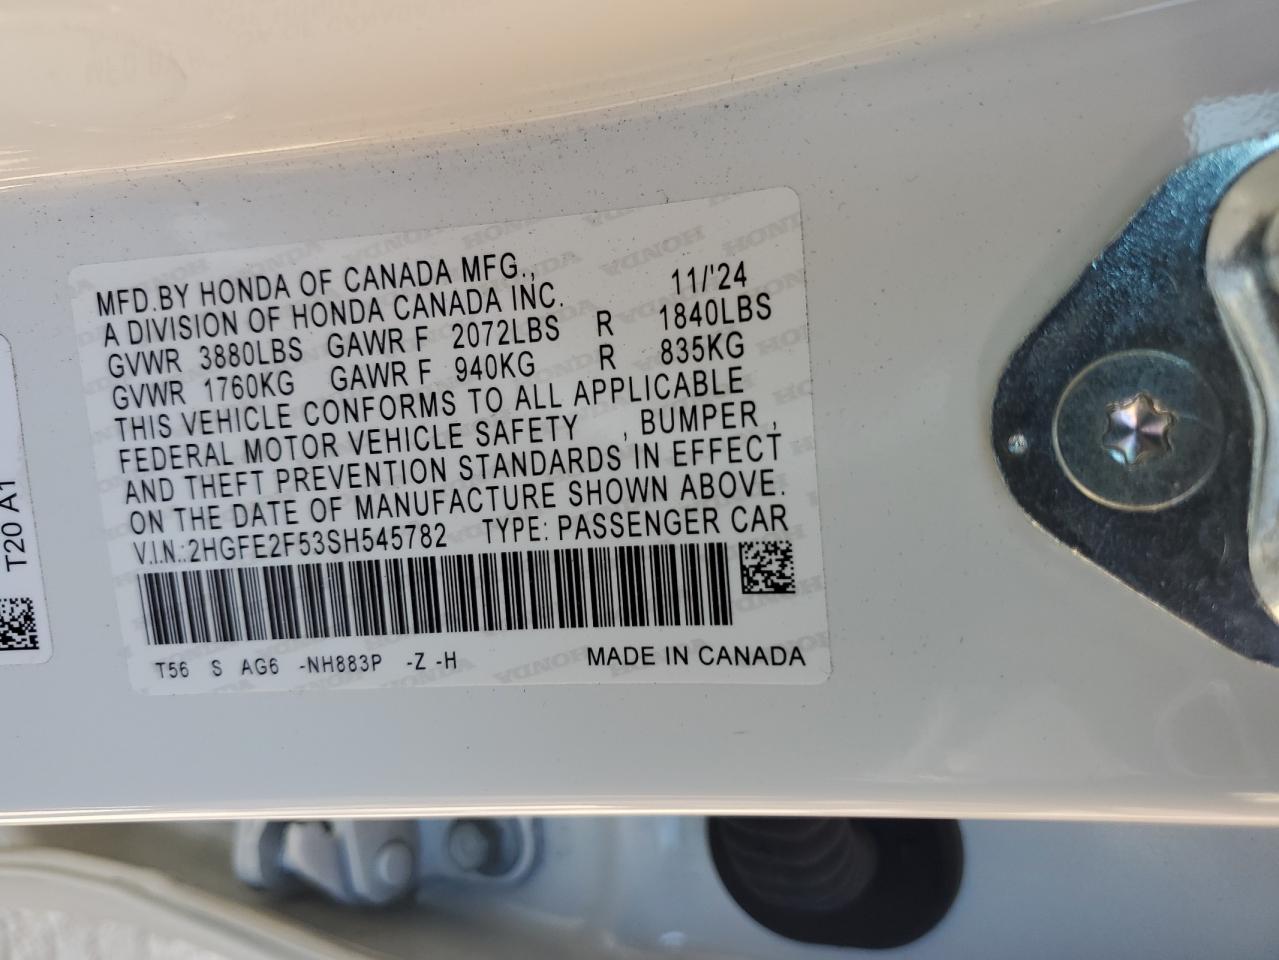 MFD.BY HONDA OF CANADA MFG., 11/'24
A DIVISION OF HONDA CANADA INC.
GVWR 3880LBS GAWR F 2072LBS R 1840LBS
GVWR 1760KG GAWR F 940KG R 835KG
THIS VEHICLE CONFORMS TO ALL APPLICABLE
FEDERAL MOTOR VEHICLE SAFETY , BUMPER ,
AND THEFT PREVENTION STANDARDS IN EFFECT
ON THE DATE OF MANUFACTURE SHOWN ABOVE.
V.I.N.:2HGFE2F53SH545782 TYPE: PASSENGER CAR
T56 S AG6 -NH883P -Z -H MADE IN CANADA
T20 A1